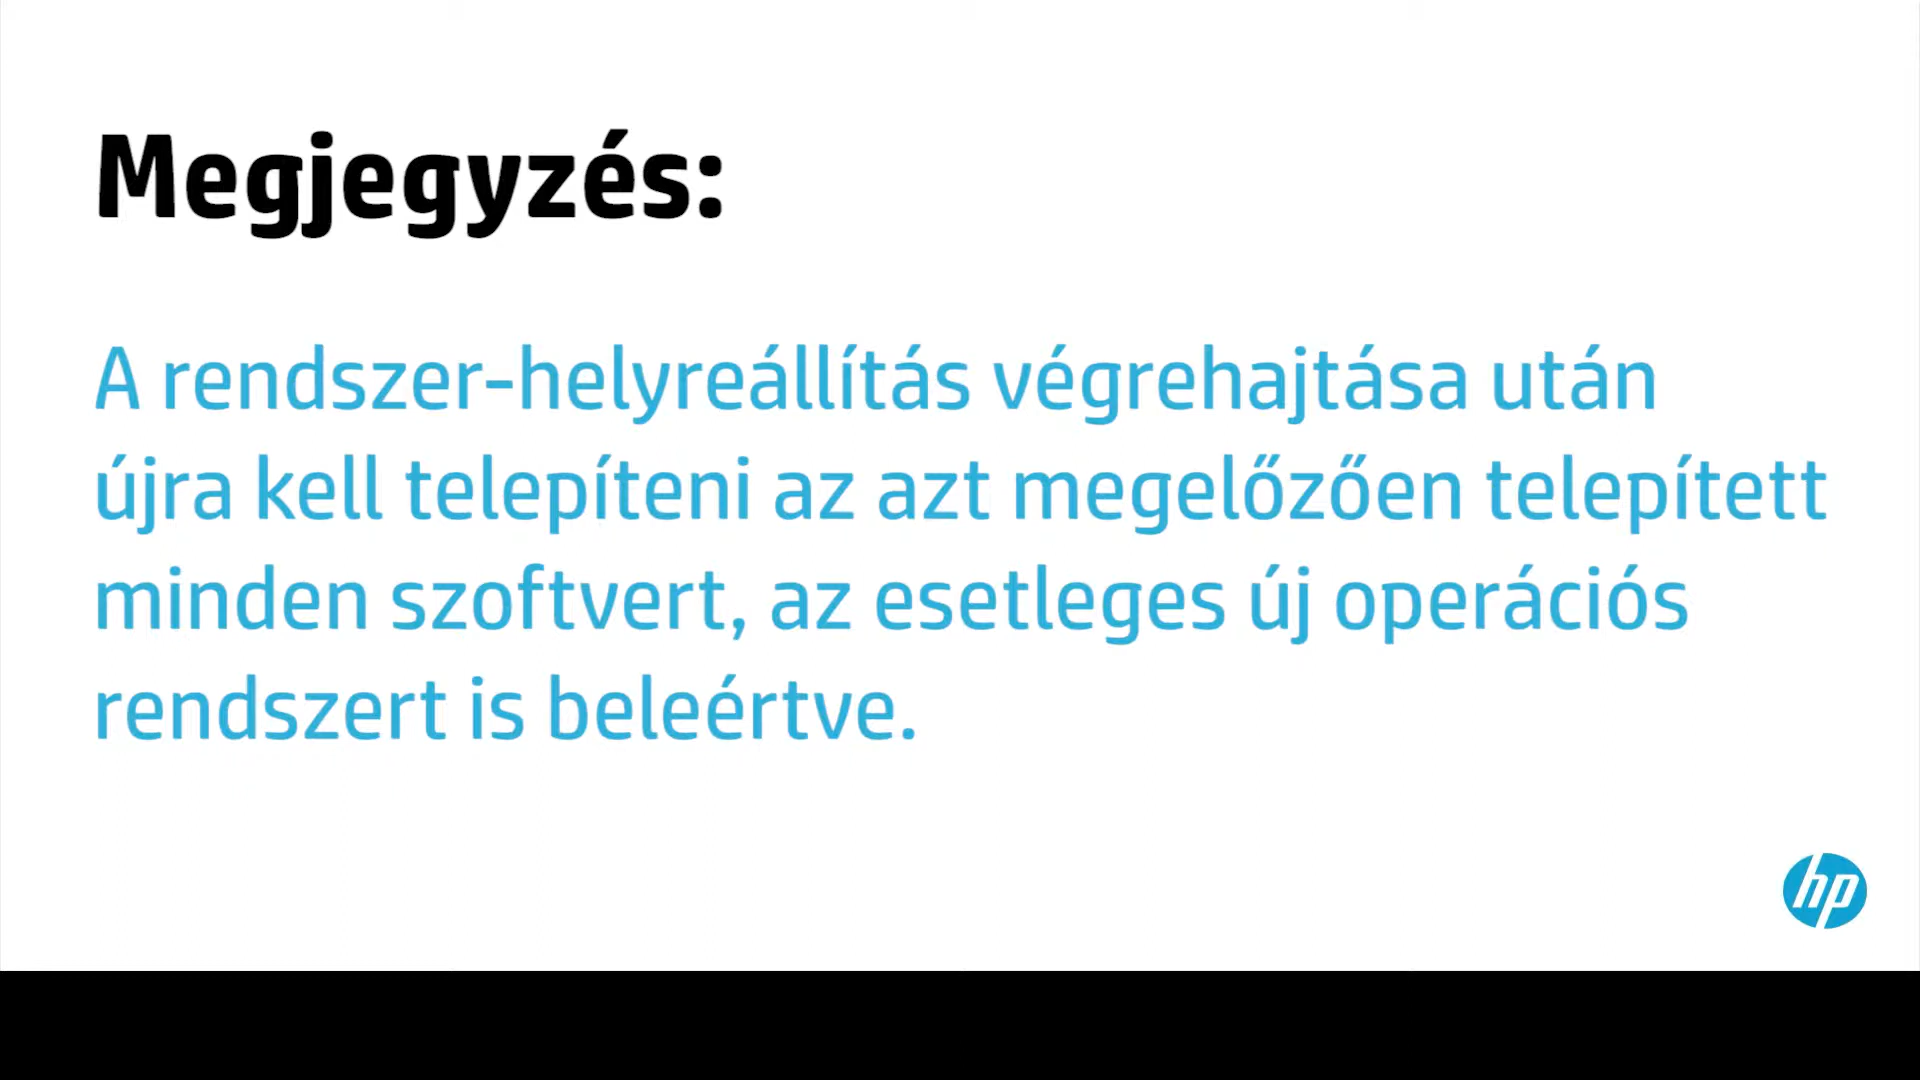 Megjegyzés:
A rendszer-helyreállítás végrehajtása után
újra kell telepíteni az azt megelőzően telepített
minden szoftvert, az esetleges új operációs
rendszert is beleértve.
hp